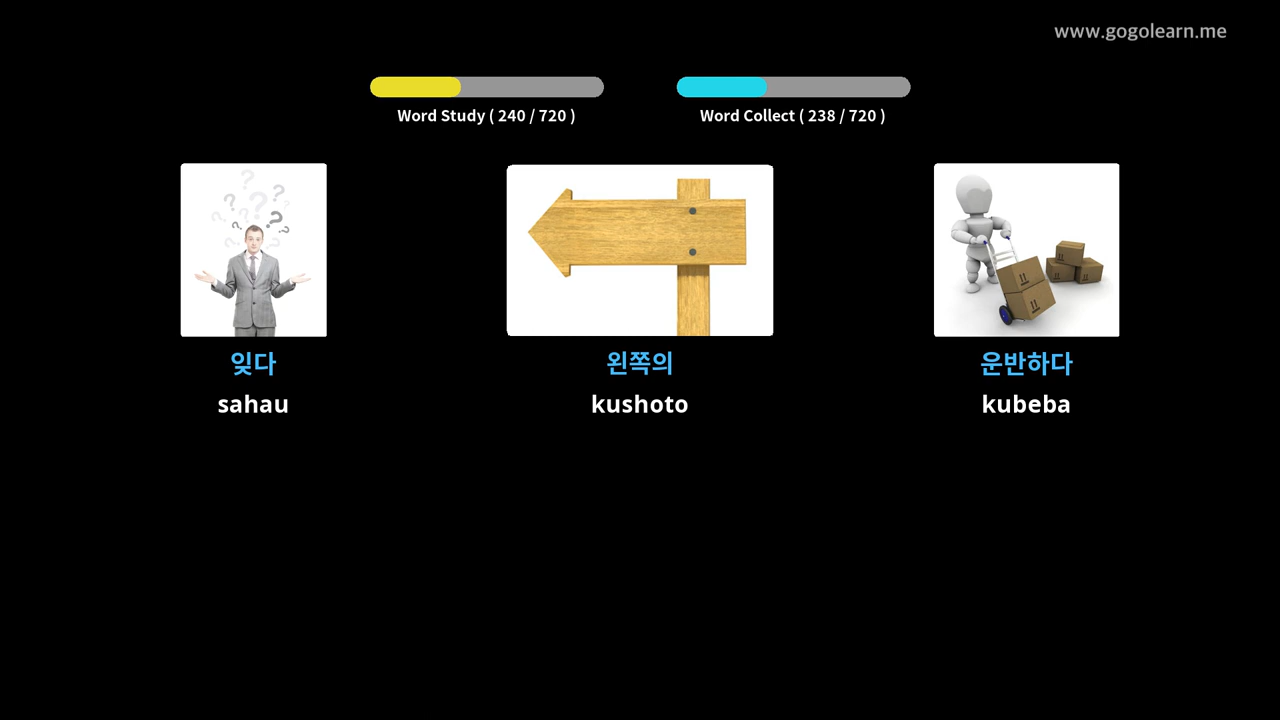 www.gogolearn.me
Word Study ( 240 / 720 )
Word Collect ( 238 / 720 )
잊다
왼쪽의
운반하다
sahau
kushoto
kubeba